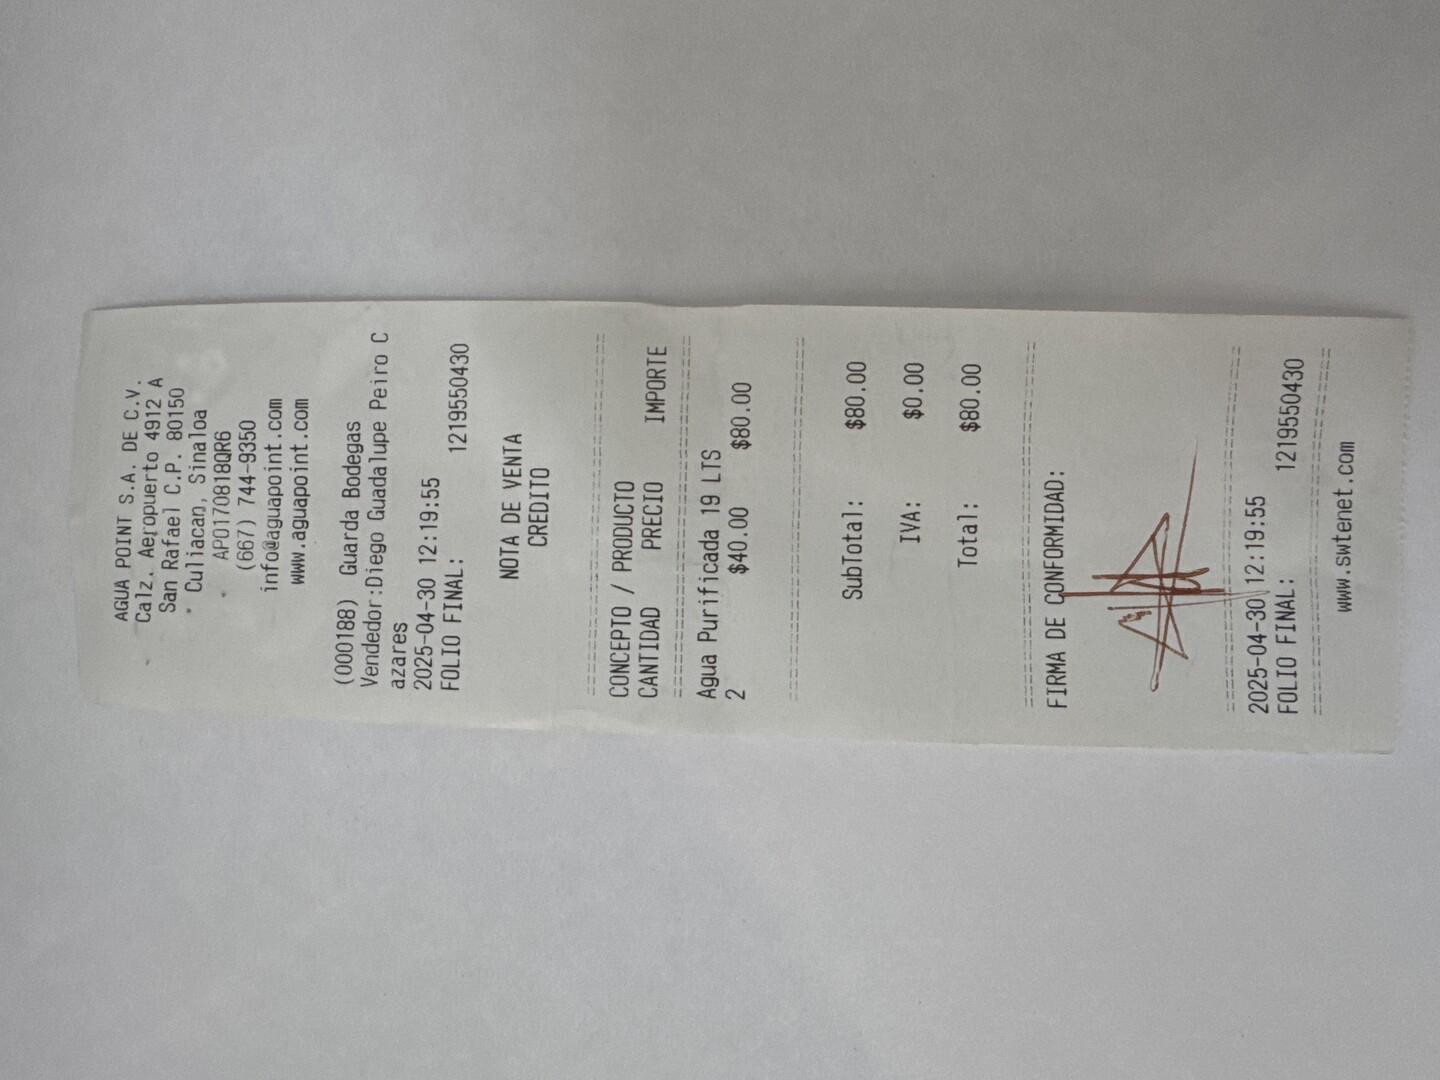 AGUA POINT S.A. DE C.V.
Calz. Aeropuerto 4912 A
San Rafael C.P. 80150
Culiacan, Sinaloa
APO170818QR6
(667) 744-9350
info@aguapoint.com
www.aguapoint.com
(000188) Guarda Bodegas
Vendedor:Diego Guadalupe Peiro C
azares
2025-04-30 12:19:55
FOLIO FINAL: 1219550430
NOTA DE VENTA
CREDITO
CONCEPTO / PRODUCTO
CANTIDAD PRECIO IMPORTE
Agua Purificada 19 LTS
2 $40.00 $80.00
SubTotal: $80.00
IVA: $0.00
Total: $80.00
FIRMA DE CONFORMIDAD:
2025-04-30 12:19:55
FOLIO FINAL: 1219550430
www.swtenet.com